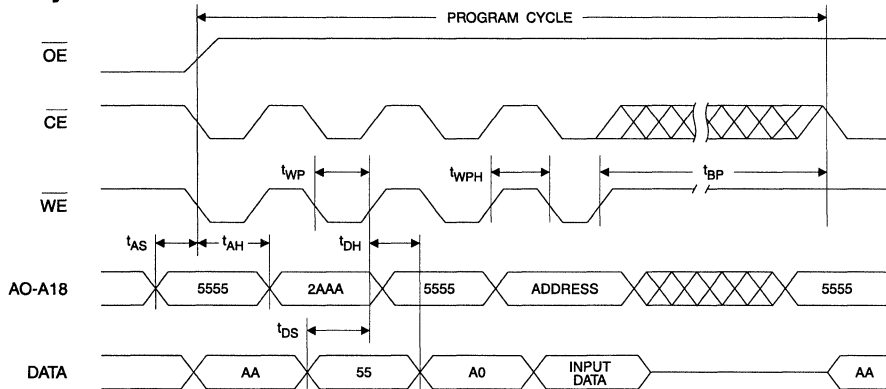 PROGRAM CYCLE
OE
CE
tWP
tWPH
tBP
WE
tAS
tAH
tDH
AO-A18
5555
2AAA
5555
ADDRESS
5555
tDS
DATA
AA
55
A0
INPUT
DATA
AA